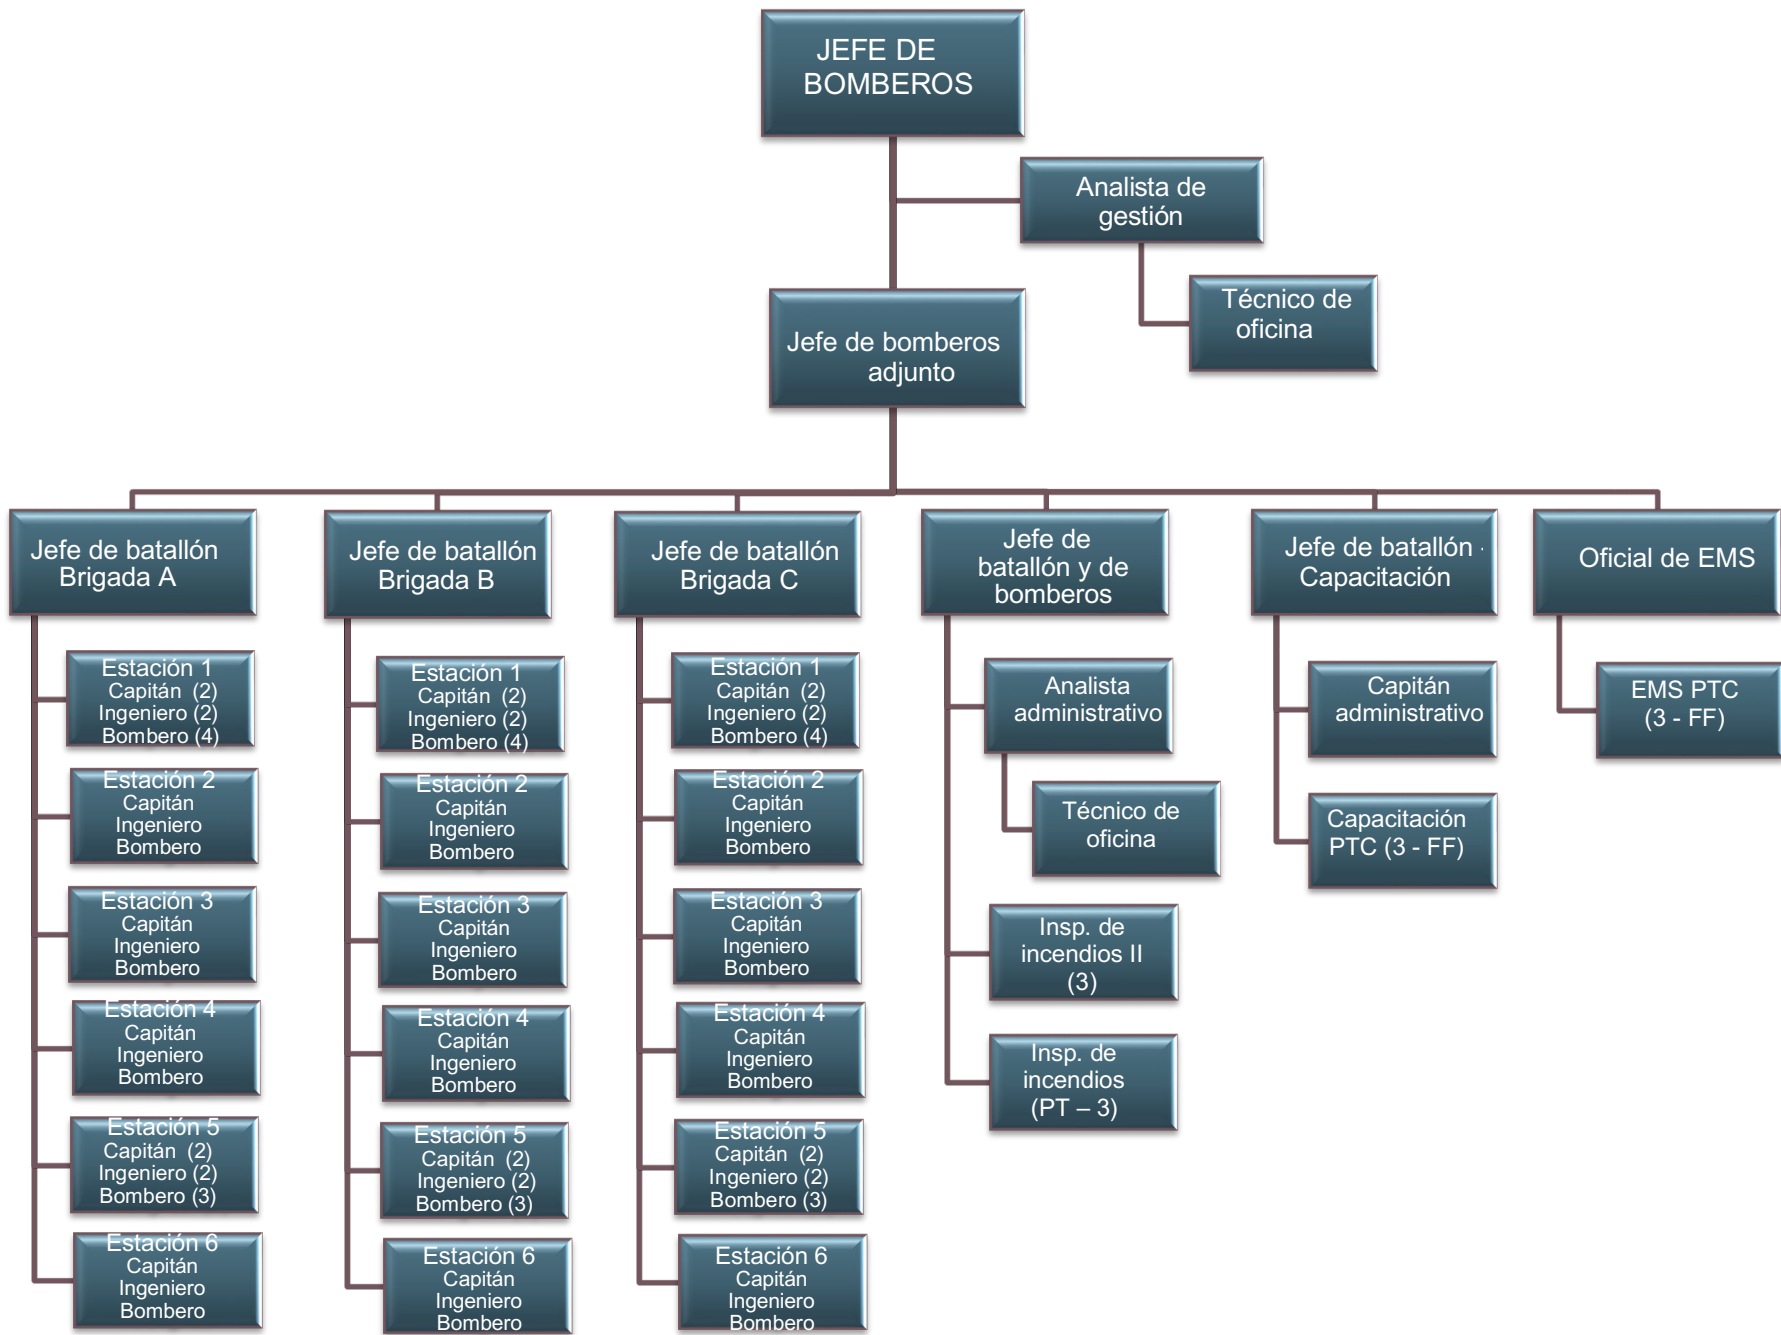 JEFE DE
BOMBEROS
Analista de
gestión
Técnico de
oficina
Jefe de bomberos
adjunto
Jefe de batallón
Brigada A
Estación 1
Capitán (2)
Ingeniero (2)
Bombero (4)
Estación 2
Capitán
Ingeniero
Bombero
Estación 3
Capitán
Ingeniero
Bombero
Estación 4
Capitán
Ingeniero
Bombero
Estación 5
Capitán (2)
Ingeniero (2)
Bombero (3)
Estación 6
Capitán
Ingeniero
Bombero
Jefe de batallón
Brigada B
Estación 1
Capitán (2)
Ingeniero (2)
Bombero (4)
Estación 2
Capitán
Ingeniero
Bombero
Estación 3
Capitán
Ingeniero
Bombero
Estación 4
Capitán
Ingeniero
Bombero
Estación 5
Capitán (2)
Ingeniero (2)
Bombero (3)
Estación 6
Capitán
Ingeniero
Bombero
Jefe de batallón
Brigada C
Estación 1
Capitán (2)
Ingeniero (2)
Bombero (4)
Estación 2
Capitán
Ingeniero
Bombero
Estación 3
Capitán
Ingeniero
Bombero
Estación 4
Capitán
Ingeniero
Bombero
Estación 5
Capitán (2)
Ingeniero (2)
Bombero (3)
Estación 6
Capitán
Ingeniero
Bombero
Jefe de
batallón y de
bomberos
Analista
administrativo
Técnico de
oficina
Insp. de
incendios II
(3)
Insp. de
incendios
(PT – 3)
Jefe de batallón -
Capacitación
Capitán
administrativo
Capacitación
PTC (3 - FF)
Oficial de EMS
EMS PTC
(3 - FF)